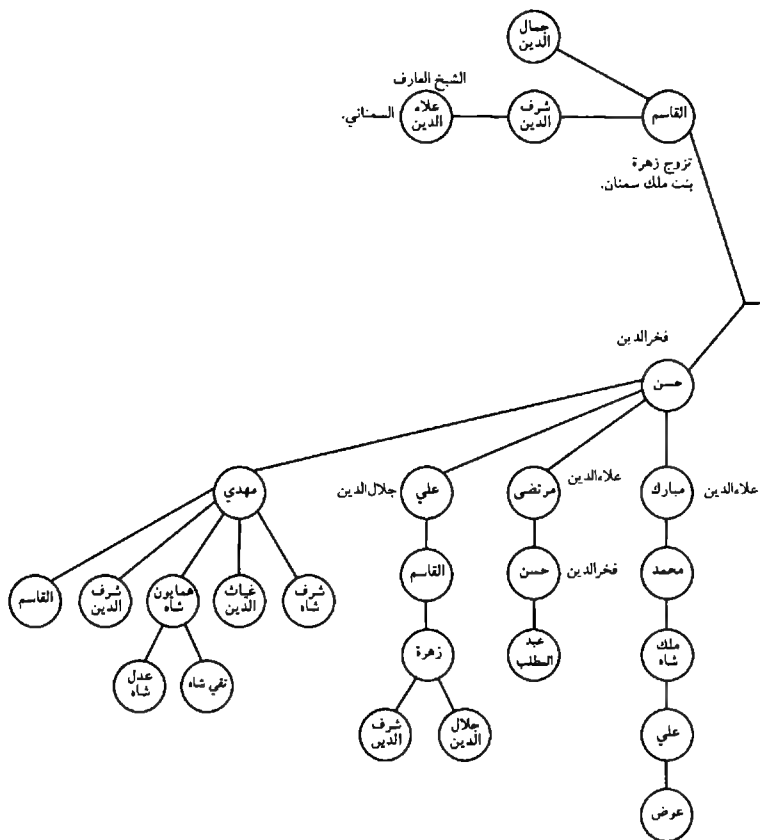 جمال
الدين
الشيخ العارف
القاسم
شرف
الدين
علاء
الدين
السمناني.
تزوج زهرة
بنت ملك سمنان.
فخرالدين
حسن
علاءالدين
مبارك
علاءالدين
مرتضى
علي
جلال‌الدين
مهدي
محمد
فخرالدين
حسن
القاسم
شرف
شاه
غياث
الدين
همايون
شاه
شرف
الدين
القاسم
ملك
شاه
عبد
المطلب
زهرة
تقي شاه
عدل
شاه
علي
جلال
الدين
شرف
الدين
عوض